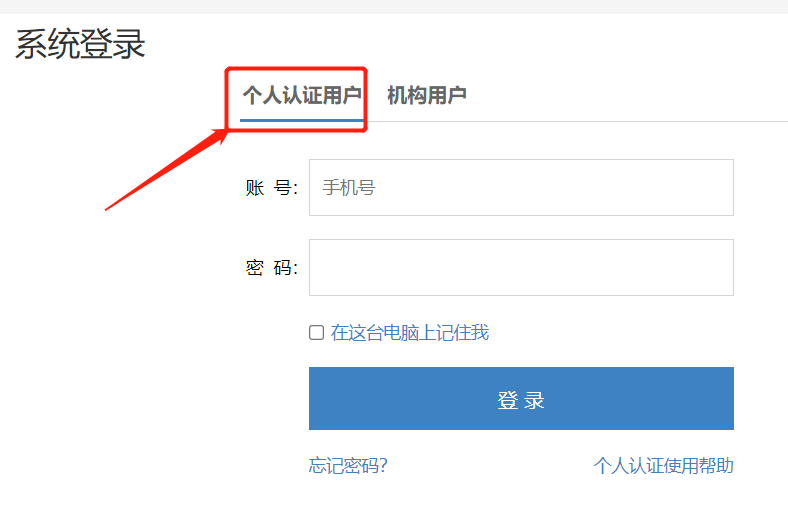 系统登录
个人认证用户 机构用户
账 号: 手机号
密 码:
在这台电脑上记住我
登 录
忘记密码? 个人认证使用帮助